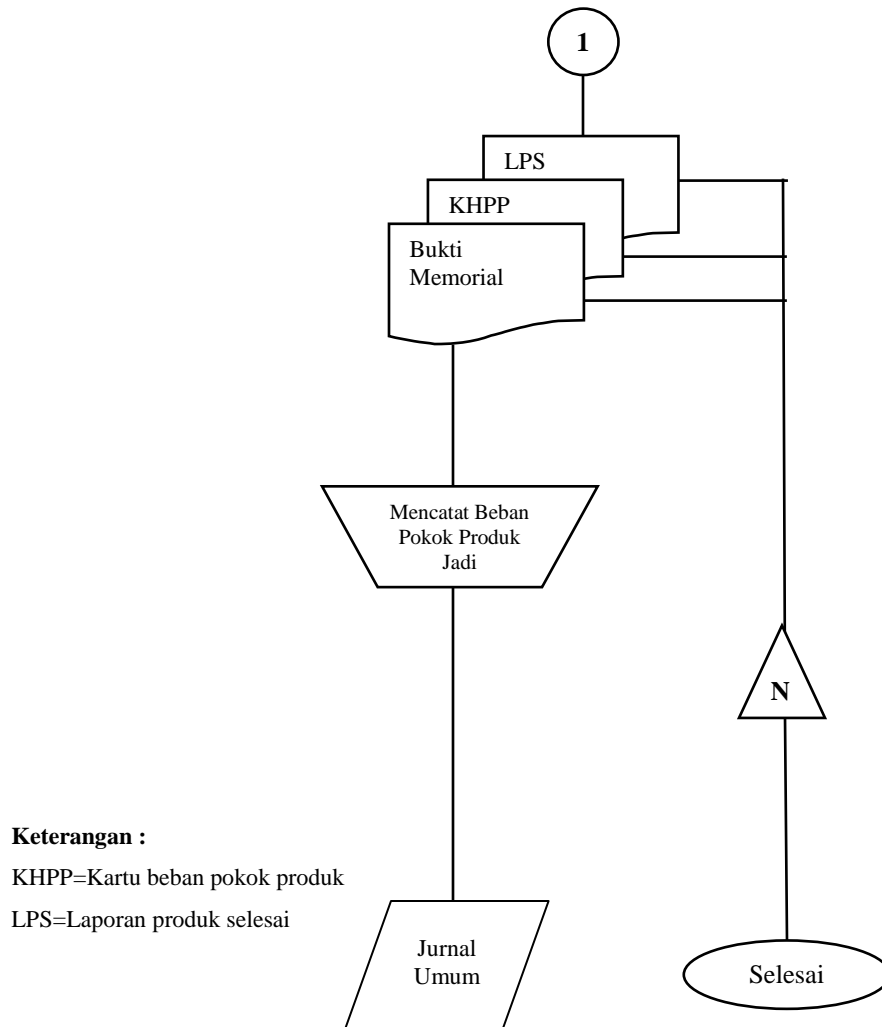 1
LPS
KHPP
Bukti
Memorial
Mencatat Beban
Pokok Produk
Jadi
N
Keterangan :
KHPP=Kartu beban pokok produk
LPS=Laporan produk selesai
Jurnal
Umum
Selesai